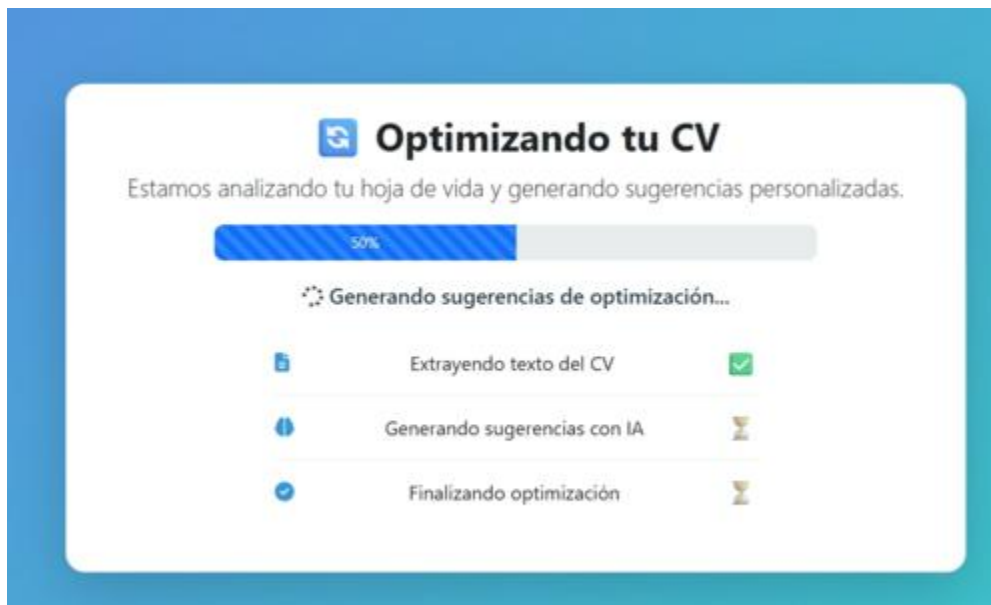 Optimizando tu CV
Estamos analizando tu hoja de vida y generando sugerencias personalizadas.
50%
Generando sugerencias de optimización...
Extrayendo texto del CV
Generando sugerencias con IA
Finalizando optimización